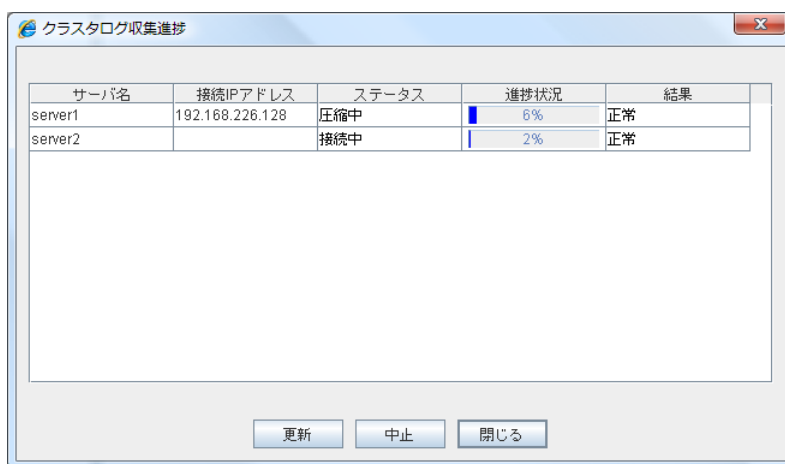 クラスタログ収集進捗
サーバ名 接続IPアドレス ステータス 進捗状況 結果
server1 192.168.226.128 圧縮中 6% 正常
server2 接続中 2% 正常
更新 中止 閉じる